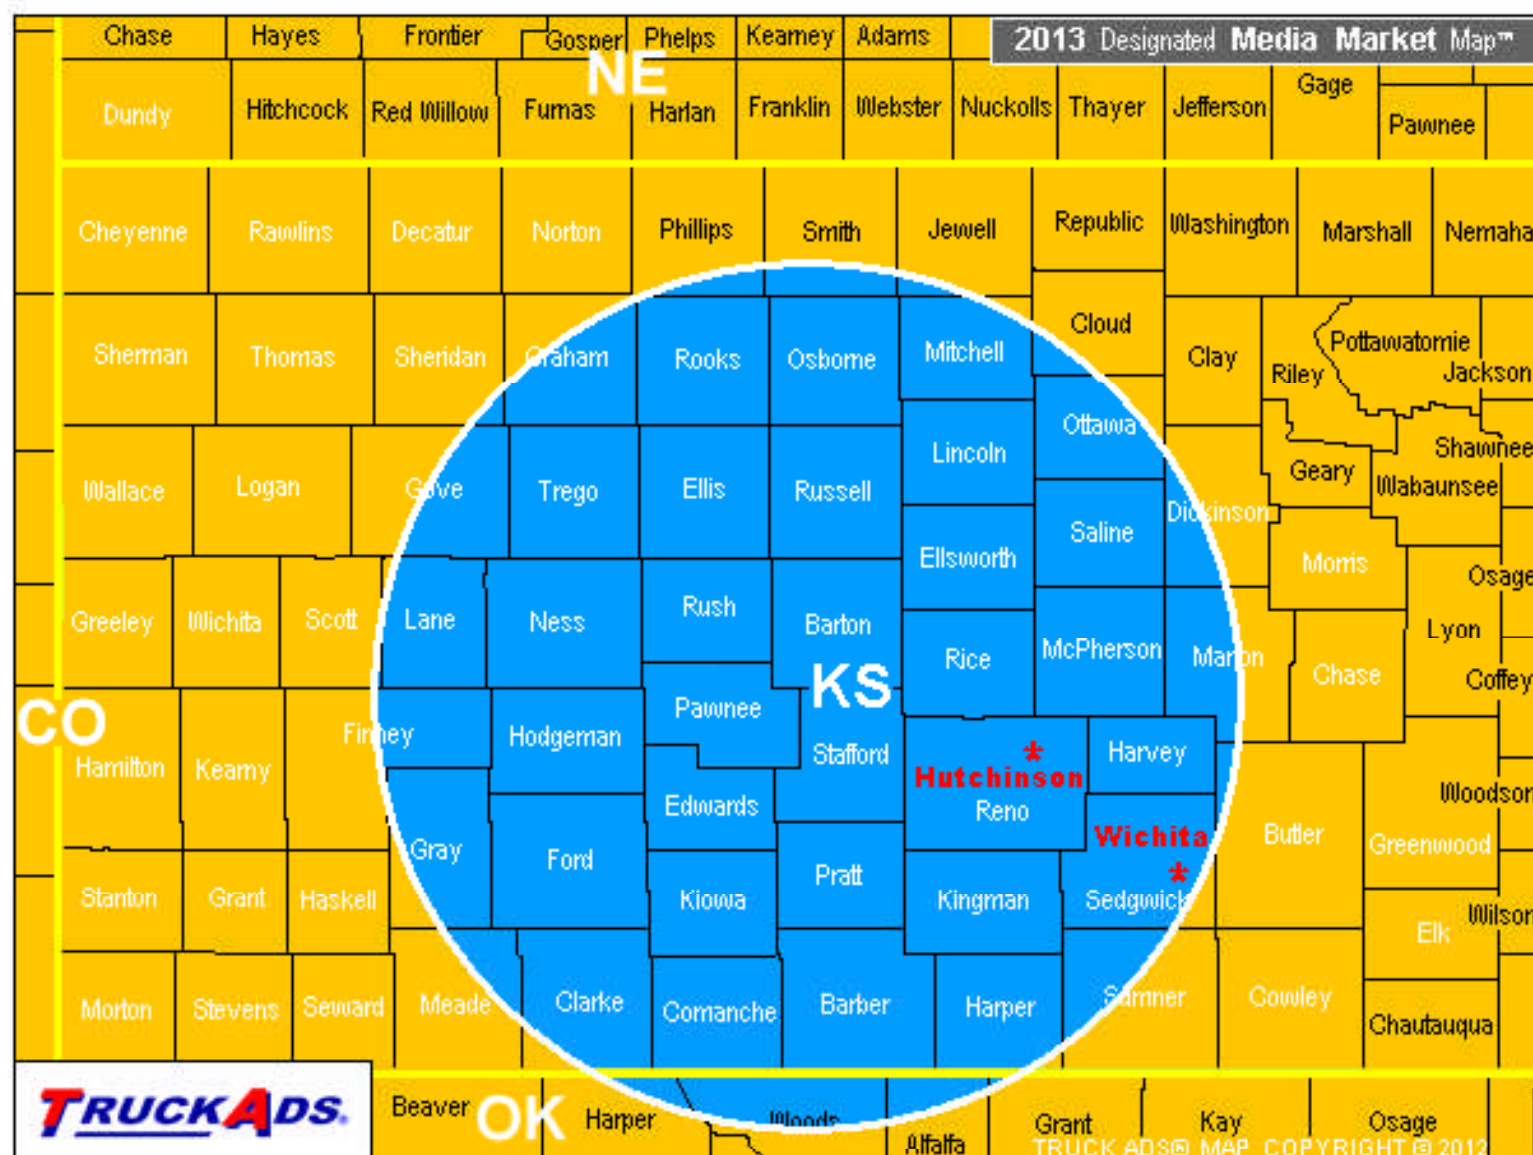 Chase Hayes Frontier Gosper Phelps Kearney Adams 2013 Designated Media Market Map™
NE Gage
Dundy Hitchcock Red Willow Furnas Harlan Franklin Webster Nuckolls Thayer Jefferson Pawnee
Cheyenne Rawlins Decatur Norton Phillips Smith Jewell Republic Washington Marshall Nemaha
Cloud
Sherman Thomas Sheridan Graham Rooks Osborne Mitchell Clay Riley Pottawatomie Jackson
Ottawa
Lincoln Shawnee
Wallace Logan Gove Trego Ellis Russell Geary Wabaunsee
Dickinson
Ellsworth Saline Morris Osage
Greeley Wichita Scott Lane Ness Rush Barton Lyon
Rice McPherson Marion Chase Coffey
KS
CO Finney Hodgeman Pawnee
Hamilton Kearny Stafford Harvey
*
Hutchinson
Edwards Reno Woodson
Gray Ford Wichita Butler Greenwood
*
Stanton Grant Haskell Kiowa Pratt Kingman Sedgwick Wilson
Elk
Morton Stevens Seward Meade Clarke Comanche Barber Harper Sumner Cowley Chautauqua
TRUCKADS®
Beaver OK Harper Woods Alfalfa Grant Kay Osage
TRUCK ADS® MAP COPYRIGHT © 2012